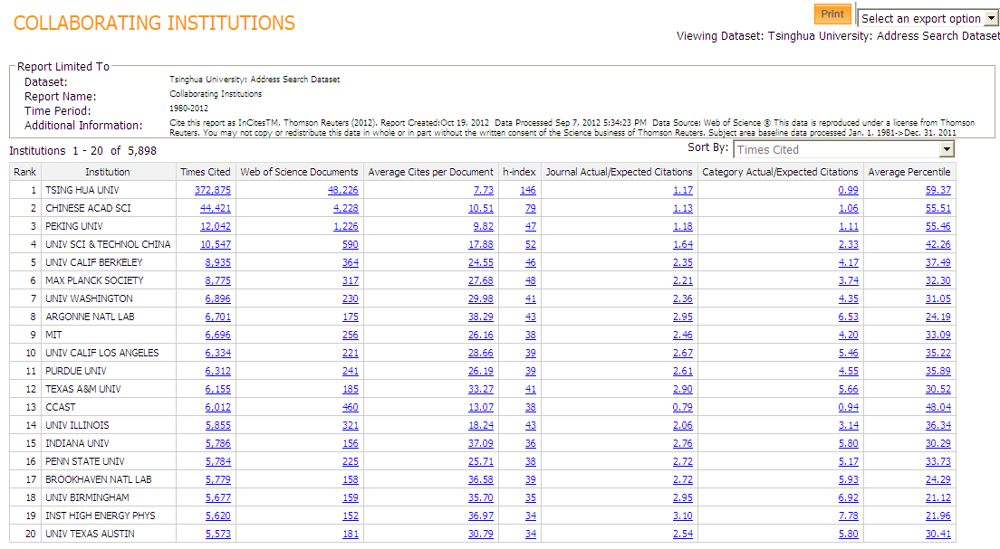 COLLABORATING INSTITUTIONS
Print
Select an export option
Viewing Dataset: Tsinghua University: Address Search Dataset
Report Limited To
Dataset: Tsinghua University: Address Search Dataset
Report Name: Collaborating Institutions
Time Period: 1980-2012
Additional Information: Cite this report as InCitesTM, Thomson Reuters (2012). Report Created:Oct 19, 2012 Data Processed Sep 7, 2012 5:34:23 PM Data Source: Web of Science ® This data is reproduced under a license from Thomson
Reuters. You may not copy or redistribute this data in whole or in part without the written consent of the Science business of Thomson Reuters. Subject area baseline data processed Jan. 1, 1981->Dec. 31, 2011
Institutions 1 - 20 of 5,898
Sort By: Times Cited
Rank Institution Times Cited Web of Science Documents Average Cites per Document h-index Journal Actual/Expected Citations Category Actual/Expected Citations Average Percentile
1 TSING HUA UNIV 372,875 48,226 7.73 146 1.17 0.99 59.37
2 CHINESE ACAD SCI 44,421 4,228 10.51 79 1.13 1.06 55.51
3 PEKING UNIV 12,042 1,226 9.82 47 1.18 1.11 55.46
4 UNIV SCI & TECHNOL CHINA 10,547 590 17.88 52 1.64 2.33 42.26
5 UNIV CALIF BERKELEY 8,935 364 24.55 46 2.35 4.17 37.49
6 MAX PLANCK SOCIETY 8,775 317 27.68 48 2.21 3.74 32.30
7 UNIV WASHINGTON 6,896 230 29.98 41 2.36 4.35 31.05
8 ARGONNE NATL LAB 6,701 175 38.29 43 2.95 6.53 24.19
9 MIT 6,696 256 26.16 38 2.46 4.20 33.09
10 UNIV CALIF LOS ANGELES 6,334 221 28.66 39 2.67 5.46 35.22
11 PURDUE UNIV 6,312 241 26.19 39 2.61 4.55 35.89
12 TEXAS A&M UNIV 6,155 185 33.27 41 2.90 5.66 30.52
13 CCAST 6,012 460 13.07 38 0.79 0.94 48.04
14 UNIV ILLINOIS 5,855 321 18.24 43 2.06 3.14 36.34
15 INDIANA UNIV 5,786 156 37.09 36 2.76 5.80 30.29
16 PENN STATE UNIV 5,784 225 25.71 38 2.72 5.17 33.73
17 BROOKHAVEN NATL LAB 5,779 158 36.58 39 2.72 5.93 24.29
18 UNIV BIRMINGHAM 5,677 159 35.70 35 2.95 6.92 21.12
19 INST HIGH ENERGY PHYS 5,620 152 36.97 34 3.10 7.78 21.96
20 UNIV TEXAS AUSTIN 5,573 181 30.79 34 2.54 5.80 30.41